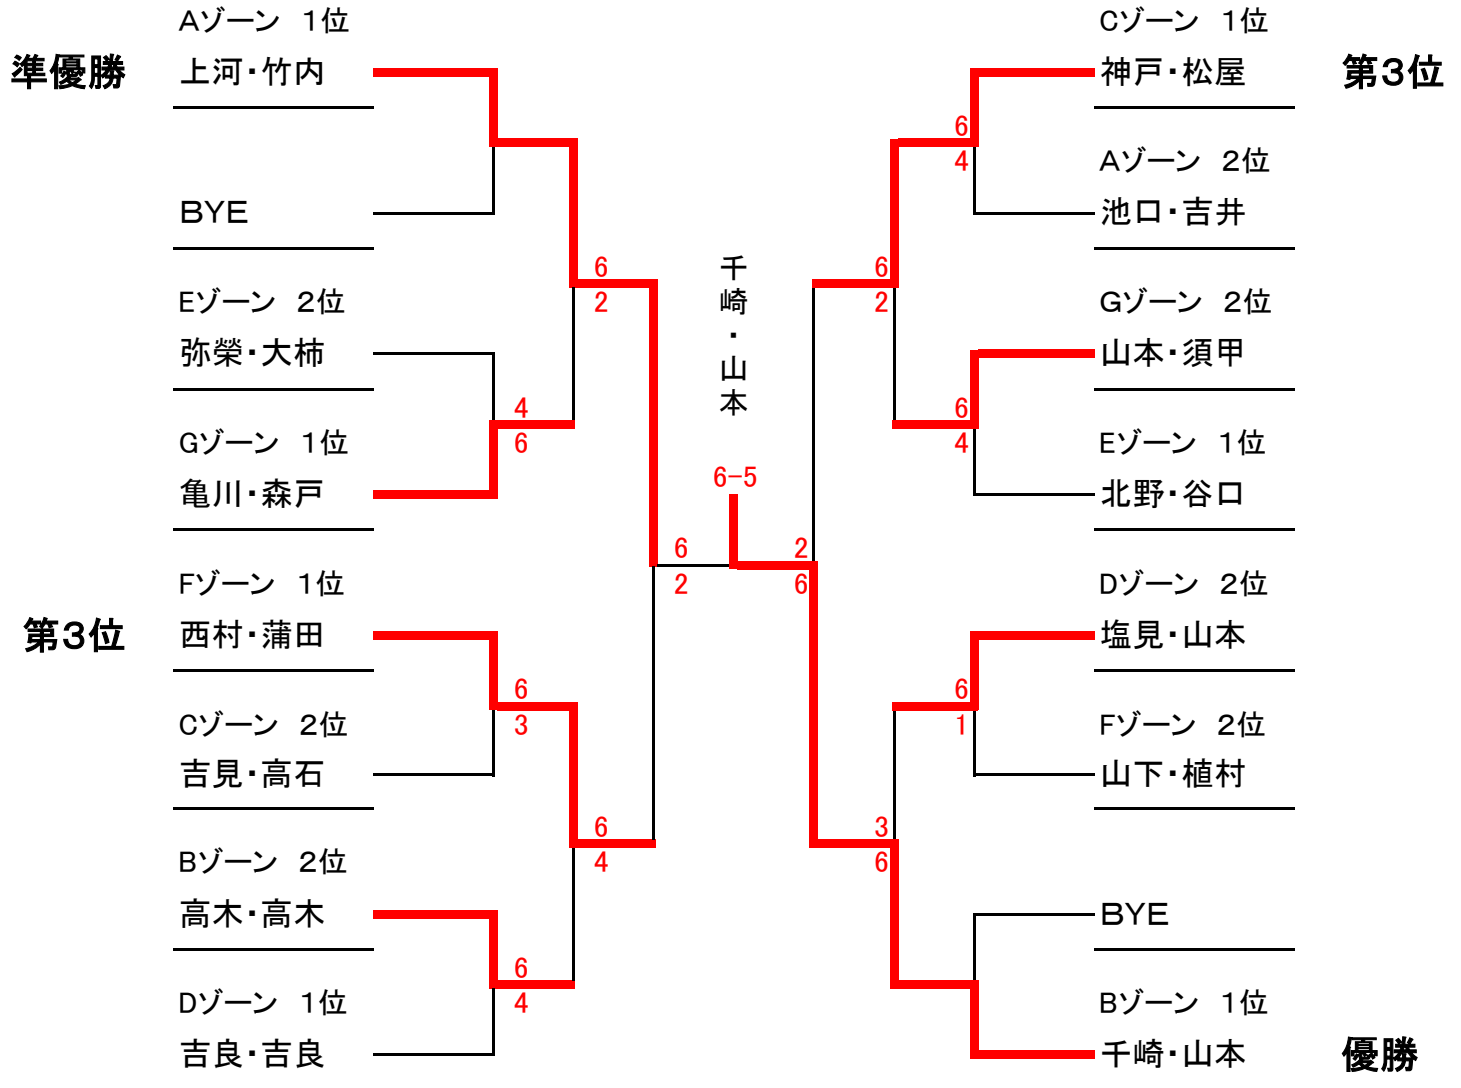 Aゾーン 1位
準優勝
上河・竹内
BYE
Eゾーン 2位
弥榮・大柿
Gゾーン 1位
亀川・森戸
Fゾーン 1位
第3位
西村・蒲田
Cゾーン 2位
吉見・高石
Bゾーン 2位
高木・高木
Dゾーン 1位
吉良・吉良
6
2
4
6
6
3
6
4
6
4
6
2
千崎・山本
6-5
2
6
6
4
6
2
6
4
6
1
3
6
Cゾーン 1位
神戸・松屋
第3位
Aゾーン 2位
池口・吉井
Gゾーン 2位
山本・須甲
Eゾーン 1位
北野・谷口
Dゾーン 2位
塩見・山本
Fゾーン 2位
山下・植村
BYE
Bゾーン 1位
千崎・山本
優勝